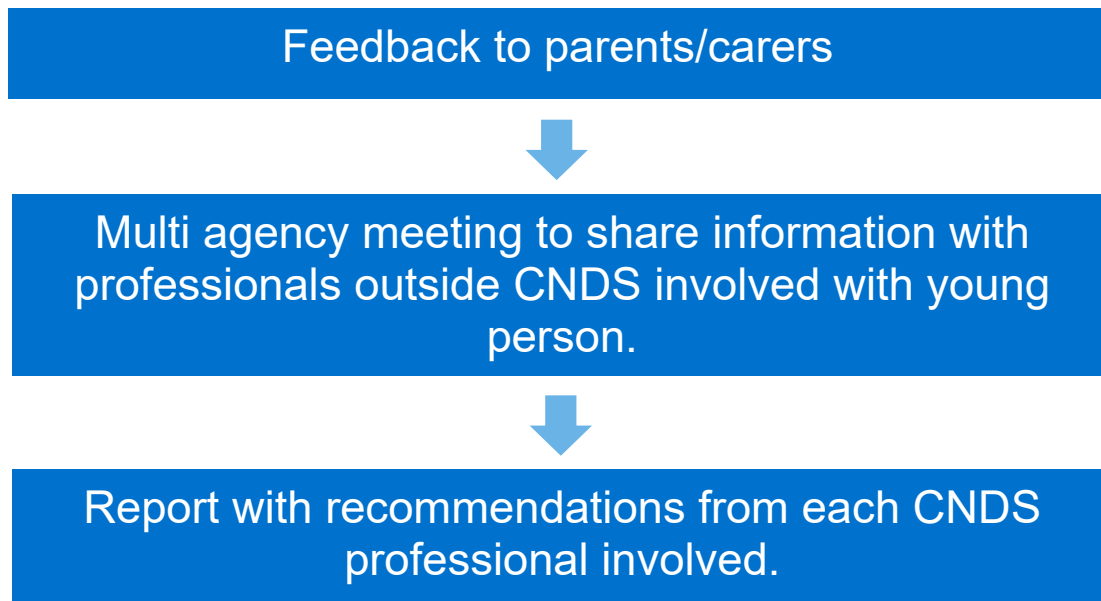 Feedback to parents/carers
Multi agency meeting to share information with
professionals outside CNDS involved with young
person.
Report with recommendations from each CNDS
professional involved.